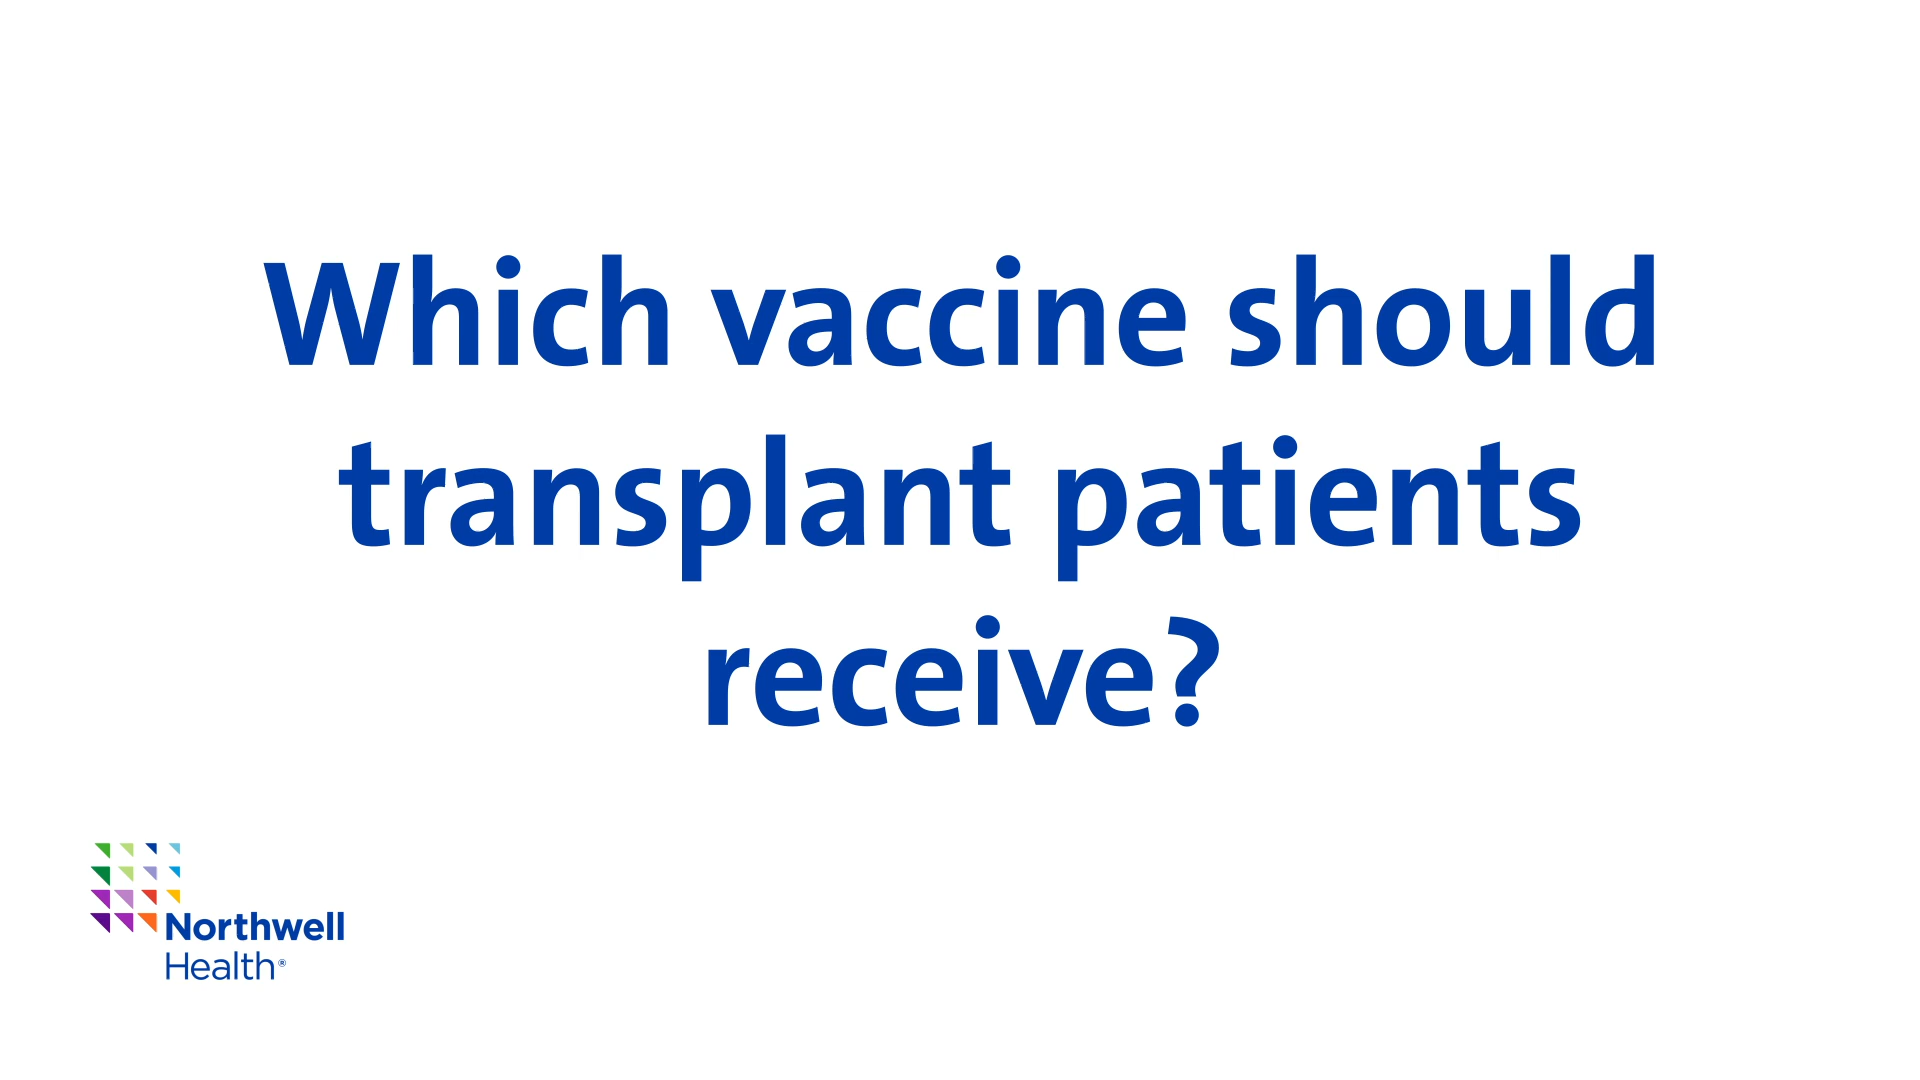 Which vaccine should
transplant patients
receive?
Northwell
Health®